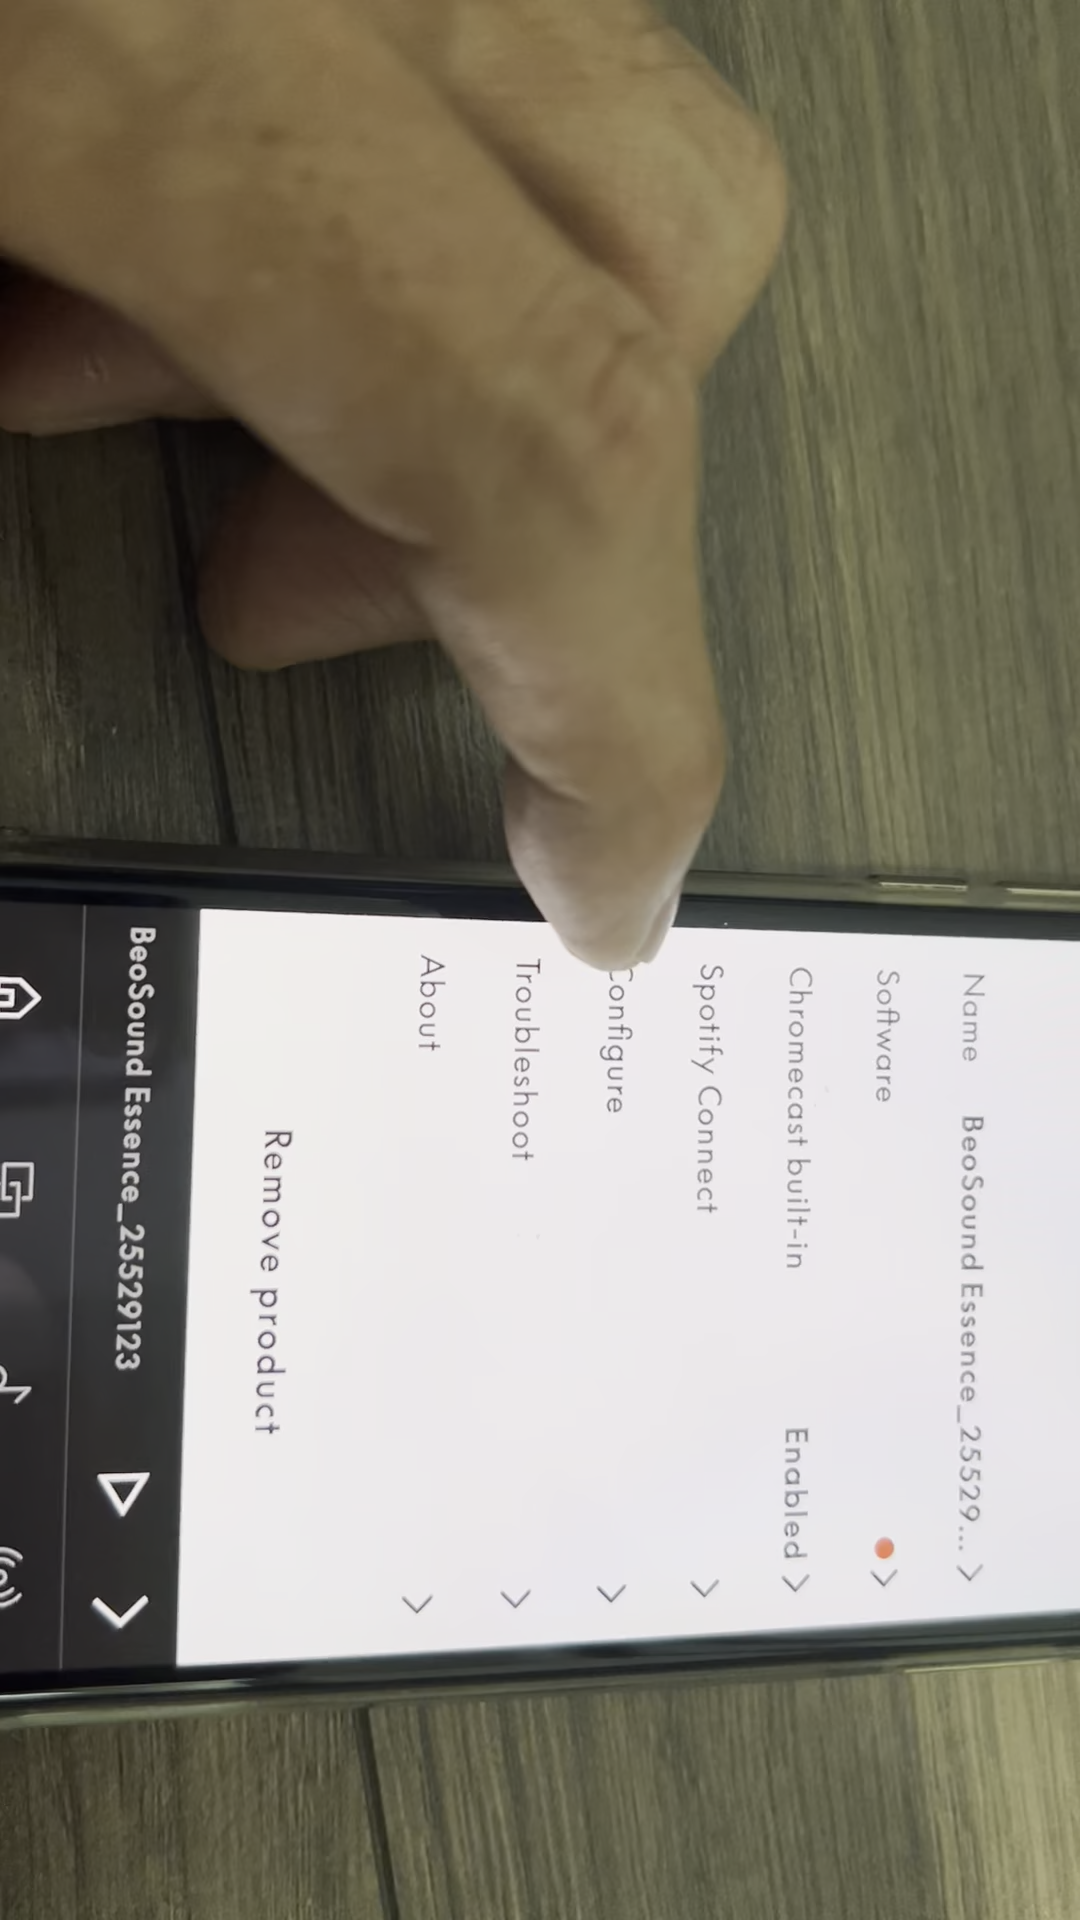 Name BeoSound Essence_25529...
Software
Chromecast built-in Enabled
Spotify Connect
Configure
Troubleshoot
About
Remove product
BeoSound Essence_25529123